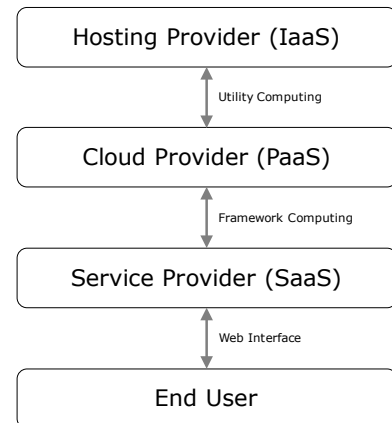 Hosting Provider (IaaS)
Utility Computing
Cloud Provider (PaaS)
Framework Computing
Service Provider (SaaS)
Web Interface
End User